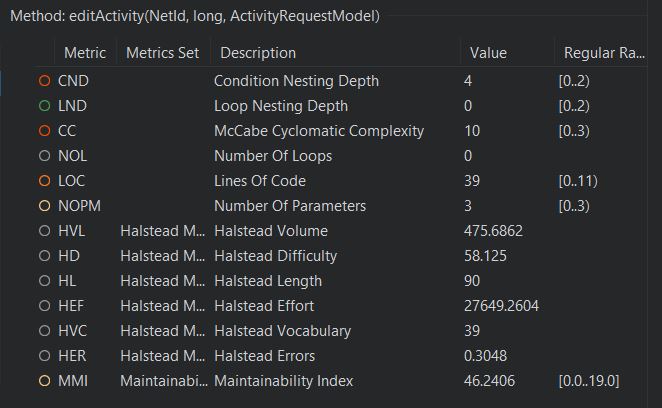 Method: editActivity(NetId, long, ActivityRequestModel)
Metric Metrics Set Description Value Regular Ra...
CND Condition Nesting Depth 4 [0..2)
LND Loop Nesting Depth 0 [0..2)
CC McCabe Cyclomatic Complexity 10 [0..3)
NOL Number Of Loops 0
LOC Lines Of Code 39 [0..11)
NOPM Number Of Parameters 3 [0..3)
HVL Halstead M... Halstead Volume 475.6862
HD Halstead M... Halstead Difficulty 58.125
HL Halstead M... Halstead Length 90
HEF Halstead M... Halstead Effort 27649.2604
HVC Halstead M... Halstead Vocabulary 39
HER Halstead M... Halstead Errors 0.3048
MMI Maintainabi... Maintainability Index 46.2406 [0.0..19.0]